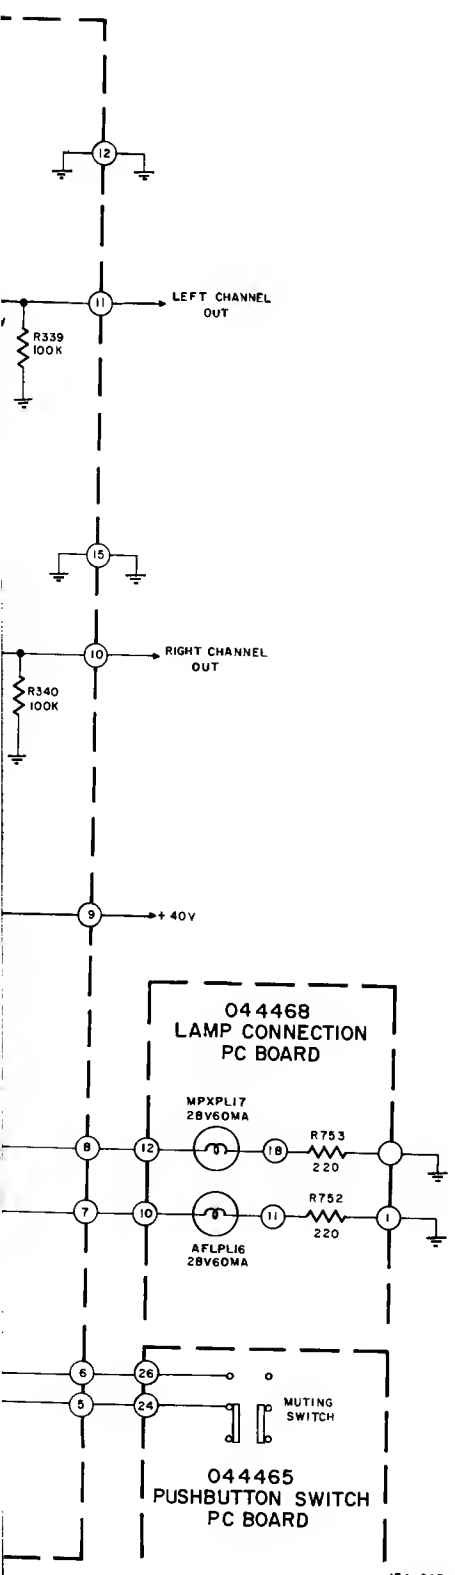 12
11
LEFT CHANNEL
OUT
R339
100K
15
10
RIGHT CHANNEL
OUT
R340
100K
9
+40V
044468
LAMP CONNECTION
PC BOARD
MPXPL17
28V60MA
8
12
18
R753
220
7
10
11
R752
220
1
AFLPL16
28V60MA
6
26
5
24
MUTING
SWITCH
044465
PUSHBUTTON SWITCH
PC BOARD